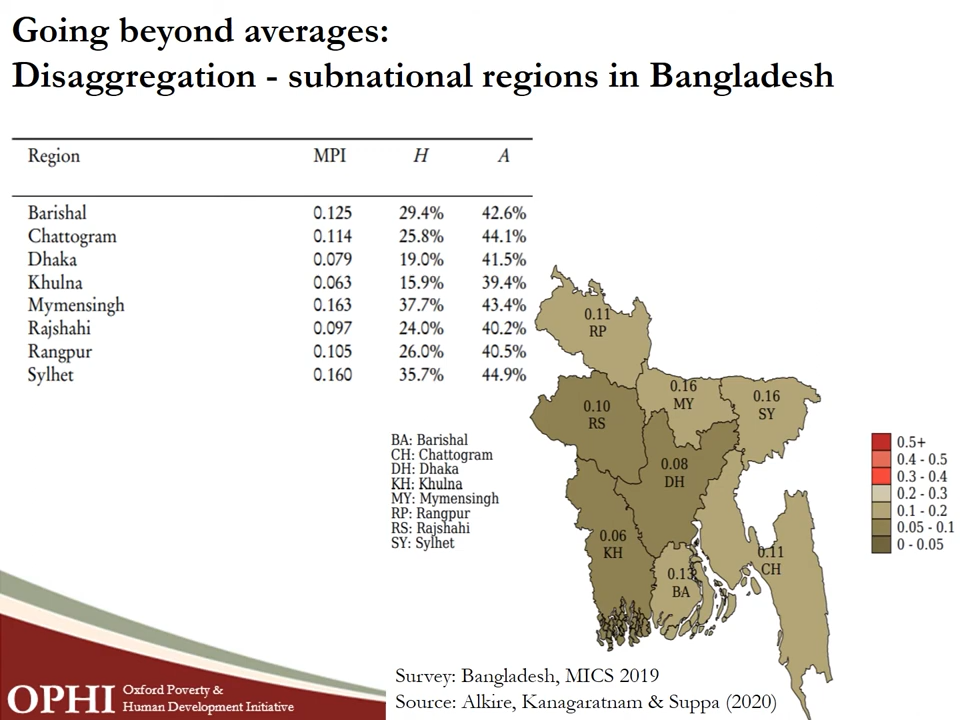 Going beyond averages:
Disaggregation - subnational regions in Bangladesh
Region MPI H A
Barishal 0.125 29.4% 42.6%
Chattogram 0.114 25.8% 44.1%
Dhaka 0.079 19.0% 41.5%
Khulna 0.063 15.9% 39.4%
Mymensingh 0.163 37.7% 43.4%
Rajshahi 0.097 24.0% 40.2%
Rangpur 0.105 26.0% 40.5%
Sylhet 0.160 35.7% 44.9%
0.11
RP
0.16
MY
0.16
SY
0.10
RS
0.08
DH
0.06
KH
0.13
BA
0.11
CH
BA: Barishal
CH: Chattogram
DH: Dhaka
KH: Khulna
MY: Mymensingh
RP: Rangpur
RS: Rajshahi
SY: Sylhet
0.5+
0.4 - 0.5
0.3 - 0.4
0.2 - 0.3
0.1 - 0.2
0.05 - 0.1
0 - 0.05
Survey: Bangladesh, MICS 2019
Source: Alkire, Kanagaratnam & Suppa (2020)
OPHI
Oxford Poverty &
Human Development Initiative